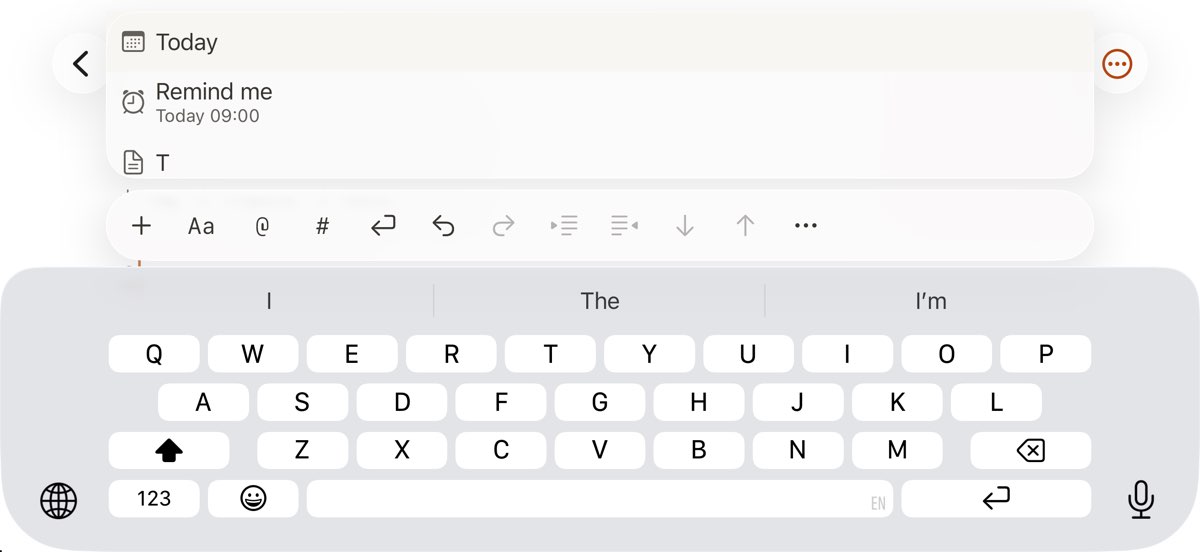 Today
Remind me
Today 09:00
T
Aa @ #
I The I'm
Q W E R T Y U I O P
A S D F G H J K L
Z X C V B N M
123 EN